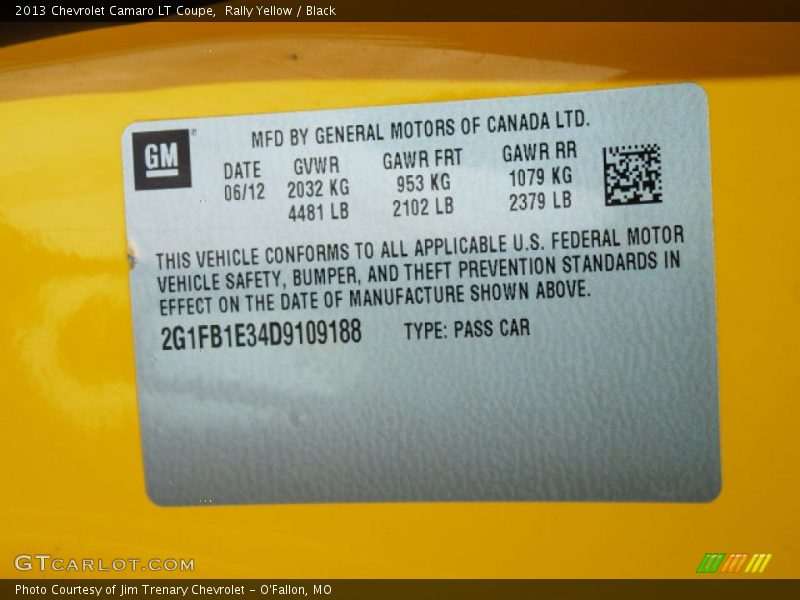 2013 Chevrolet Camaro LT Coupe, Rally Yellow / Black
GM
MFD BY GENERAL MOTORS OF CANADA LTD.
DATE GVWR GAWR FRT GAWR RR
06/12 2032 KG 953 KG 1079 KG
4481 LB 2102 LB 2379 LB
THIS VEHICLE CONFORMS TO ALL APPLICABLE U.S. FEDERAL MOTOR
VEHICLE SAFETY, BUMPER, AND THEFT PREVENTION STANDARDS IN
EFFECT ON THE DATE OF MANUFACTURE SHOWN ABOVE.
2G1FB1E34D9109188 TYPE: PASS CAR
GTCARLOT.COM
Photo Courtesy of Jim Trenary Chevrolet - O'Fallon, MO